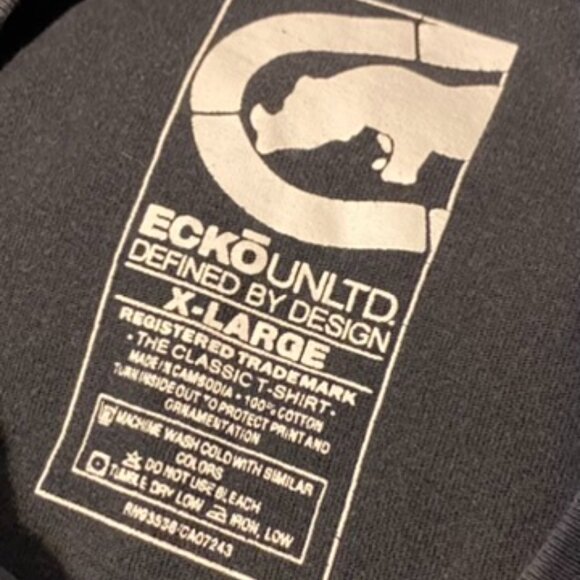 ECKŌ UNLTD.
DEFINED BY DESIGN
X-LARGE
REGISTERED TRADEMARK
• THE CLASSIC T-SHIRT •
MADE IN CAMBODIA • 100% COTTON
TURN INSIDE OUT TO PROTECT PRINT AND
ORNAMENTATION
MACHINE WASH COLD WITH SIMILAR
COLORS
DO NOT USE BLEACH
TUMBLE DRY LOW IRON, LOW
RN93538/CA07243